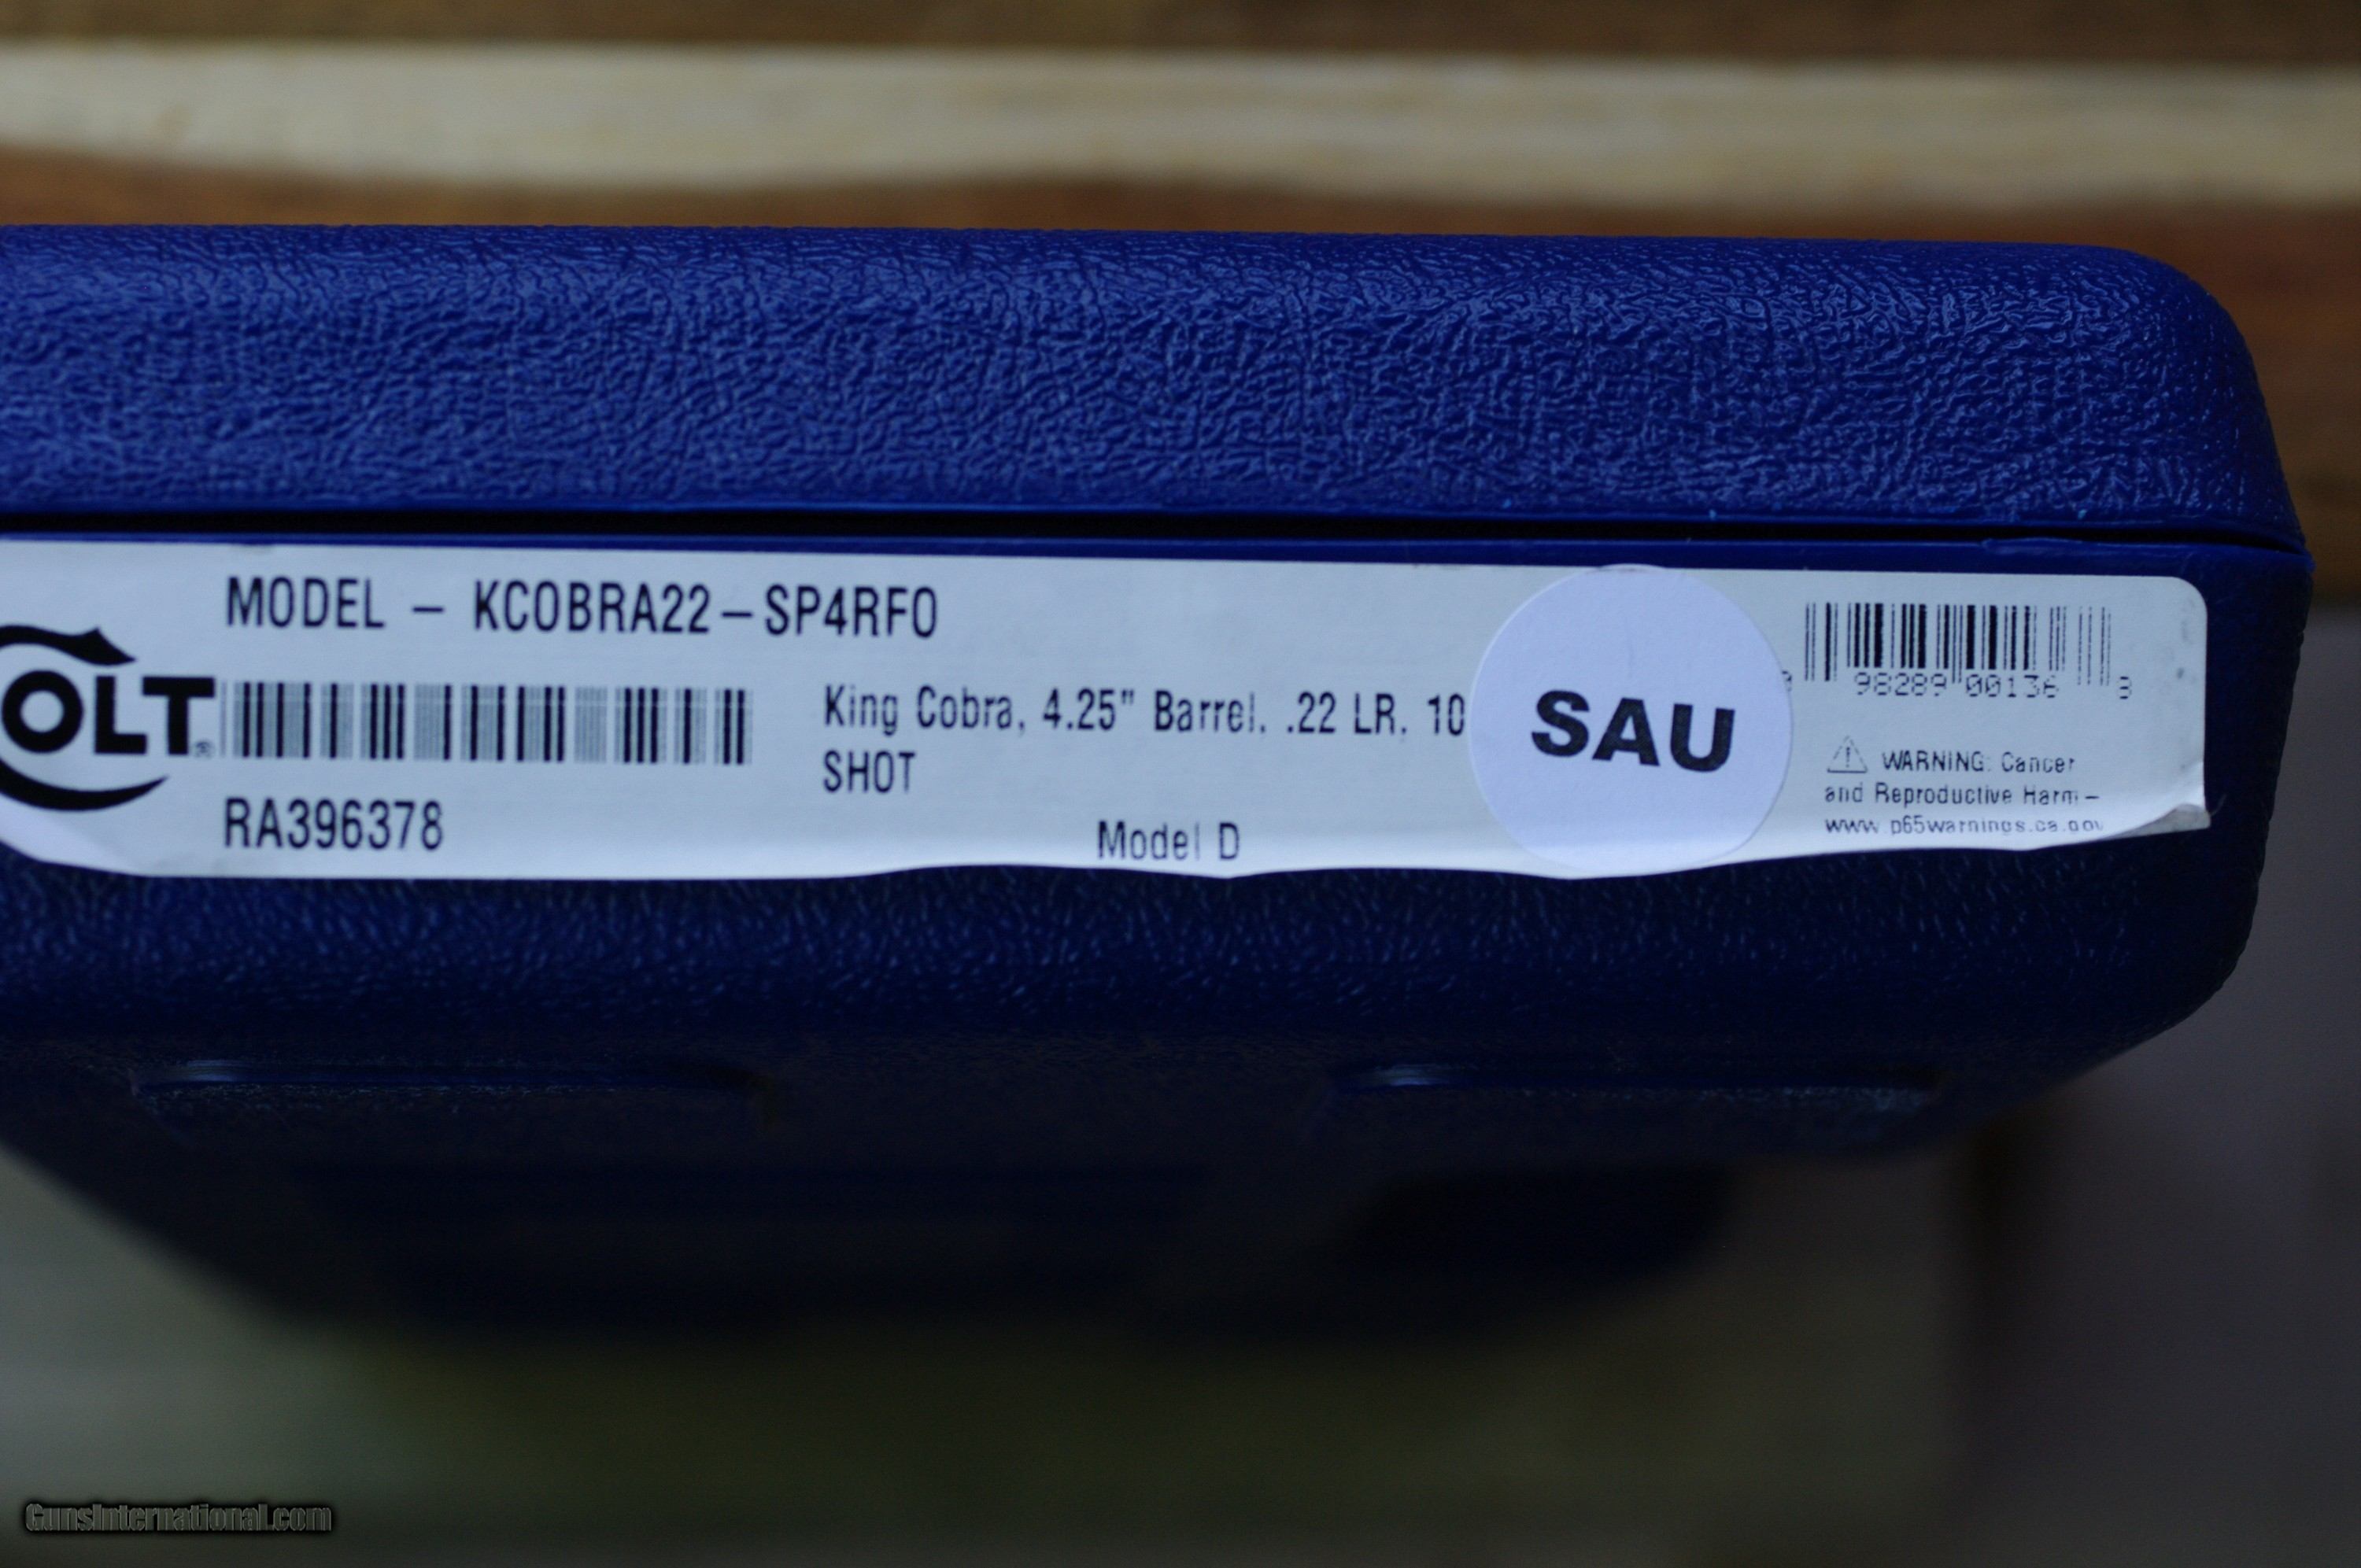 MODEL – KCOBRA22–SP4RFO
OLT®
RA396378
King Cobra, 4.25" Barrel. .22 LR. 10
SHOT
Model D
SAU
98289 00136 3
WARNING: Cancer
and Reproductive Harm –
www.p65warnings.ca.gov
GunsInternational.com